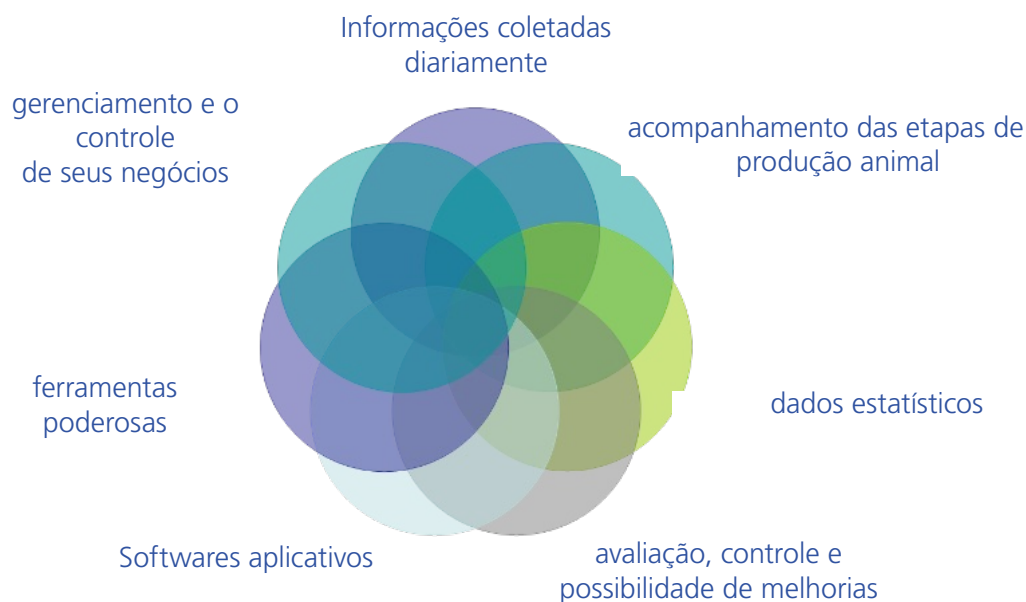 Informações coletadas
diariamente
gerenciamento e o
controle
de seus negócios
acompanhamento das etapas de
produção animal
ferramentas
poderosas
dados estatísticos
Softwares aplicativos
avaliação, controle e
possibilidade de melhorias